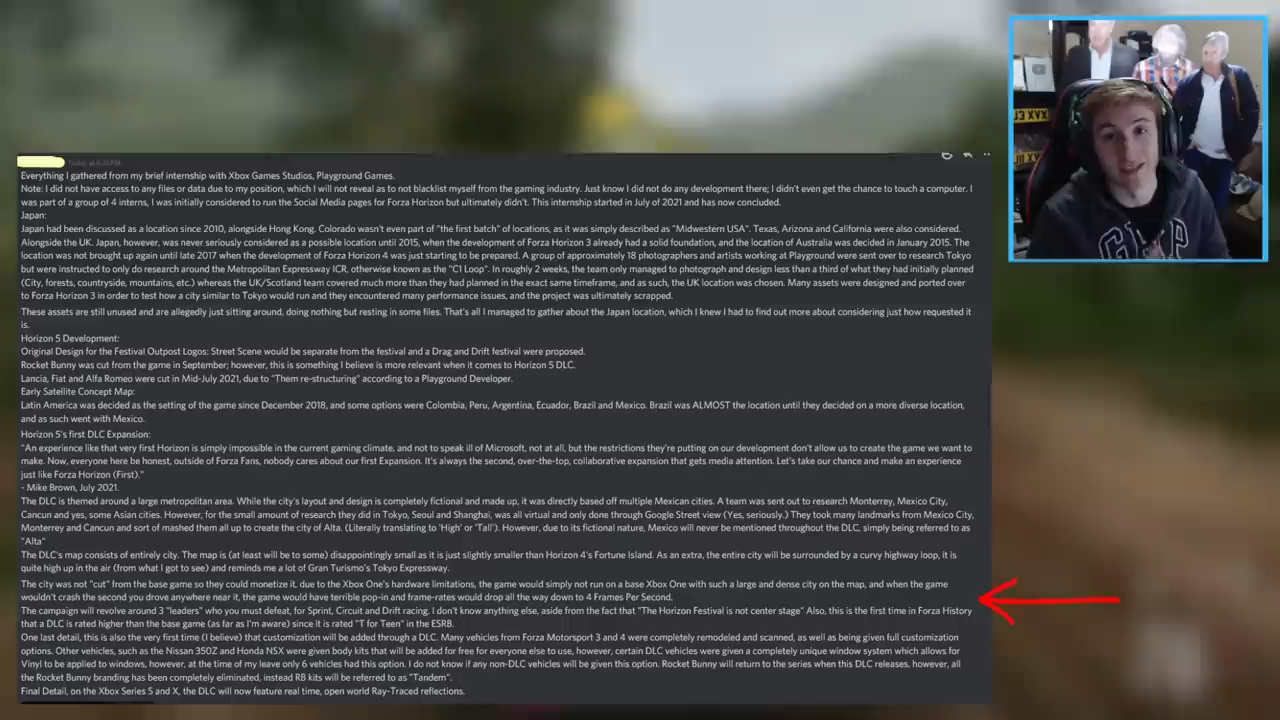 Today at 6:31 PM
Everything I gathered from my brief internship with Xbox Games Studios, Playground Games.
Note: I did not have access to any files or data due to my position, which I will not reveal as to not blacklist myself from the gaming industry. Just know I did not do any development there; I didn't even get the chance to touch a computer. I
was part of a group of 4 interns, I was initially considered to run the Social Media pages for Forza Horizon but ultimately didn't. This internship started in July of 2021 and has now concluded.
Japan:
Japan had been discussed as a location since 2010, alongside Hong Kong. Colorado wasn't even part of "the first batch" of locations, as it was simply described as "Midwestern USA". Texas, Arizona and California were also considered.
Alongside the UK. Japan, however, was never seriously considered as a possible location until 2015, when the development of Forza Horizon 3 already had a solid foundation, and the location of Australia was decided in January 2015. The
location was not brought up again until late 2017 when the development of Forza Horizon 4 was just starting to be prepared. A group of approximately 18 photographers and artists working at Playground were sent over to research Tokyo
but were instructed to only do research around the Metropolitan Expressway ICR, otherwise known as the "C1 Loop". In roughly 2 weeks, the team only managed to photograph and design less than a third of what they had initially planned
(City, forests, countryside, mountains, etc.) whereas the UK/Scotland team covered much more than they had planned in the exact same timeframe, and as such, the UK location was chosen. Many assets were designed and ported over
to Forza Horizon 3 in order to test how a city similar to Tokyo would run and they encountered many performance issues, and the project was ultimately scrapped.
These assets are still unused and are allegedly just sitting around, doing nothing but resting in some files. That's all I managed to gather about the Japan location, which I knew I had to find out more about considering just how requested it
is.
Horizon 5 Development:
Original Design for the Festival Outpost Logos: Street Scene would be separate from the festival and a Drag and Drift festival were proposed.
Rocket Bunny was cut from the game in September; however, this is something I believe is more relevant when it comes to Horizon 5 DLC.
Lancia, Fiat and Alfa Romeo were cut in Mid-July 2021, due to "Them re-structuring" according to a Playground Developer.
Early Satellite Concept Map:
Latin America was decided as the setting of the game since December 2018, and some options were Colombia, Peru, Argentina, Ecuador, Brazil and Mexico. Brazil was ALMOST the location until they decided on a more diverse location,
and as such went with Mexico.
Horizon 5's first DLC Expansion:
"An experience like that very first Horizon is simply impossible in the current gaming climate, and not to speak ill of Microsoft, not at all, but the restrictions they're putting on our development don't allow us to create the game we want to
make. Now, everyone here be honest, outside of Forza Fans, nobody cares about our first Expansion. It's always the second, over-the-top, collaborative expansion that gets media attention. Let's take our chance and make an experience
just like Forza Horizon (First)."
- Mike Brown, July 2021.
The DLC is themed around a large metropolitan area. While the city's layout and design is completely fictional and made up, it was directly based off multiple Mexican cities. A team was sent out to research Monterrey, Mexico City,
Cancun and yes, some Asian cities. However, for the small amount of research they did in Tokyo, Seoul and Shanghai, was all virtual and only done through Google Street view (Yes, seriously.) They took many landmarks from Mexico City,
Monterrey and Cancun and sort of mashed them all up to create the city of Alta. (Literally translating to 'High' or 'Tall'). However, due to its fictional nature, Mexico will never be mentioned throughout the DLC, simply being referred to as
"Alta"
The DLC's map consists of entirely city. The map is (at least will be to some) disappointingly small as it is just slightly smaller than Horizon 4's Fortune Island. As an extra, the entire city will be surrounded by a curvy highway loop, it is
quite high up in the air (from what I got to see) and reminds me a lot of Gran Turismo's Tokyo Expressway.
The city was not "cut" from the base game so they could monetize it, due to the Xbox One's hardware limitations, the game would simply not run on a base Xbox One with such a large and dense city on the map, and when the game
wouldn't crash the second you drove anywhere near it, the game would have terrible pop-in and frame-rates would drop all the way down to 4 Frames Per Second.
The campaign will revolve around 3 "leaders" who you must defeat, for Sprint, Circuit and Drift racing. I don't know anything else, aside from the fact that "The Horizon Festival is not center stage" Also, this is the first time in Forza History
that a DLC is rated higher than the base game (as far as I'm aware) since it is rated "T for Teen" in the ESRB.
One last detail, this is also the very first time (I believe) that customization will be added through a DLC. Many vehicles from Forza Motorsport 3 and 4 were completely remodeled and scanned, as well as being given full customization
options. Other vehicles, such as the Nissan 350Z and Honda NSX were given body kits that will be added for free for everyone else to use, however, certain DLC vehicles were given a completely unique window system which allows for
Vinyl to be applied to windows, however, at the time of my leave only 6 vehicles had this option. I do not know if any non-DLC vehicles will be given this option. Rocket Bunny will return to the series when this DLC releases, however, all
the Rocket Bunny branding has been completely eliminated, instead RB kits will be referred to as "Tandem".
Final Detail, on the Xbox Series S and X, the DLC will now feature real time, open world Ray-Traced reflections.
GAP